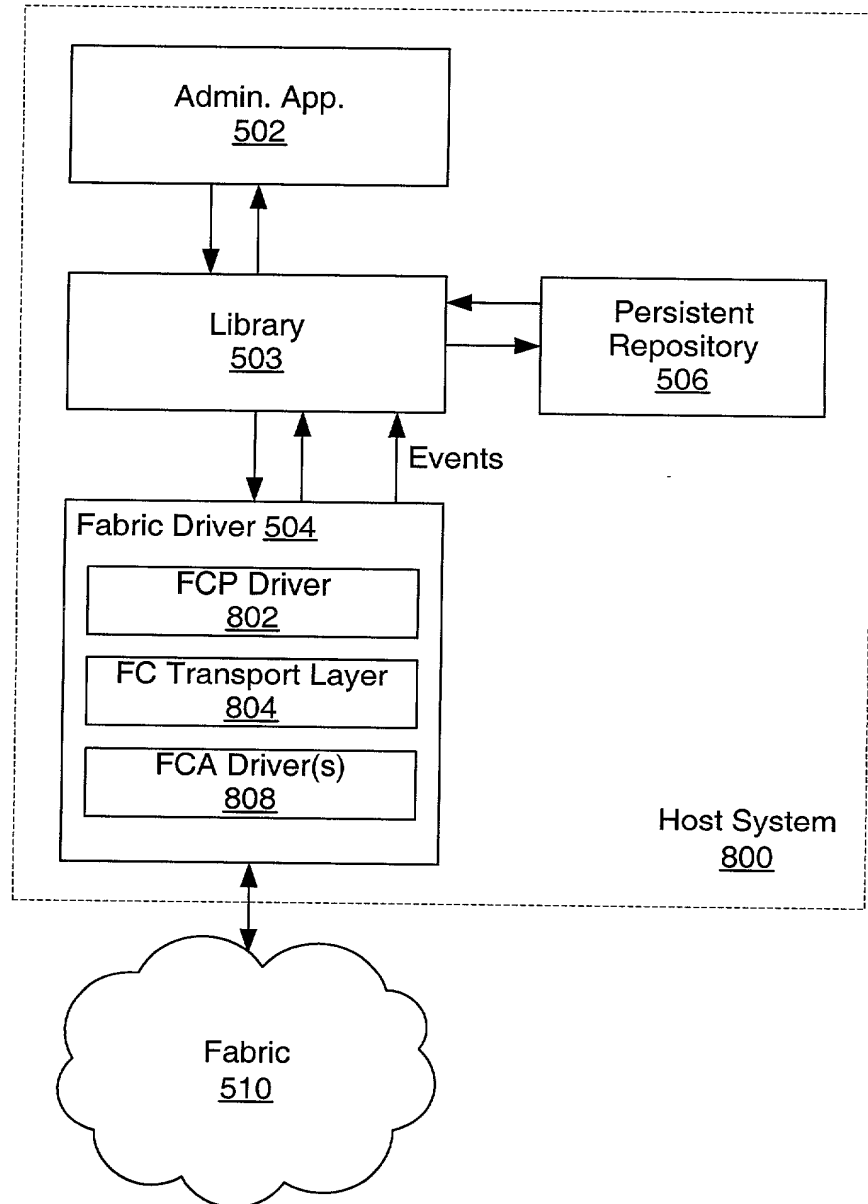 Admin. App.
502
Library
503
Persistent
Repository
506
Events
Fabric Driver 504
FCP Driver
802
FC Transport Layer
804
FCA Driver(s)
808
Host System
800
Fabric
510